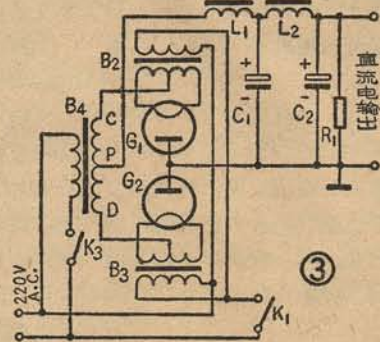 L₁
L₂
B₂
B₄
C
P
D
G₁
G₂
B₃
K₃
K₁
+
C₁
-
+
C₂
-
R₁
直流电输出
220V
A.C.
③